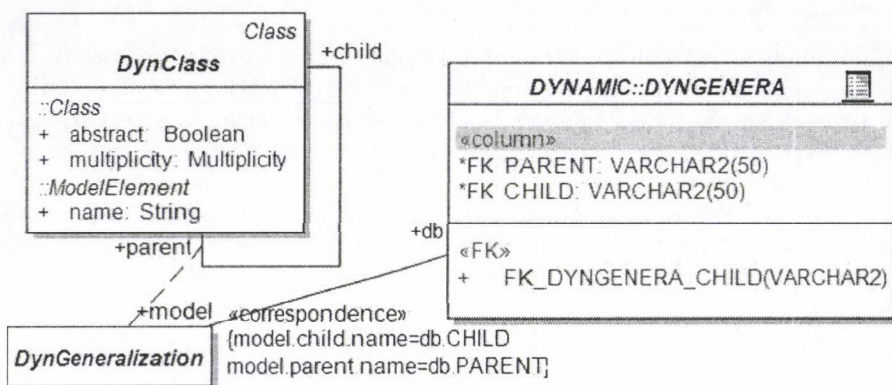 Class
DynClass
::Class
+ abstract: Boolean
+ multiplicity: Multiplicity
::ModelElement
+ name: String
+child
+parent
DYNAMIC::DYNGENERA
«column»
*FK PARENT: VARCHAR2(50)
*FK CHILD: VARCHAR2(50)
«FK»
+ FK_DYNGENERA_CHILD(VARCHAR2)
+db
+model
«correspondence»
{model.child.name=db.CHILD
model.parent.name=db.PARENT}
DynGeneralization